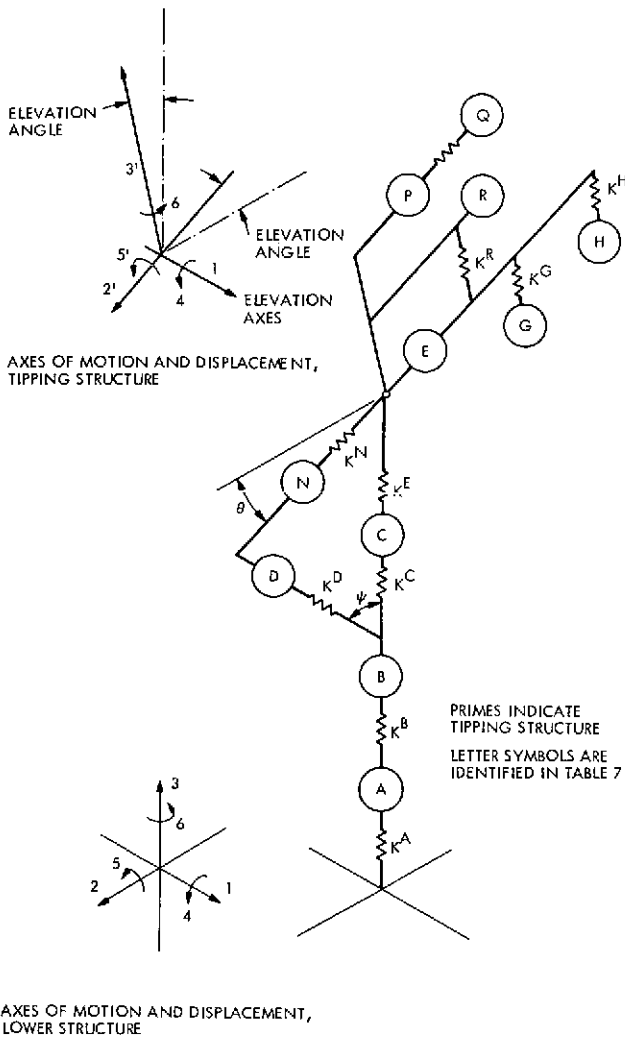 ELEVATION
ANGLE
3'
6
5'
2'
4
1
ELEVATION
ANGLE
ELEVATION
AXES
AXES OF MOTION AND DISPLACEMENT,
TIPPING STRUCTURE
Q
P
R
K^H
H
K^R
K^G
G
E
K^N
N
K^E
θ
C
D
K^D
ψ
K^C
B
K^B
A
K^A
PRIMES INDICATE
TIPPING STRUCTURE
LETTER SYMBOLS ARE
IDENTIFIED IN TABLE 7
3
6
5
2
1
4
AXES OF MOTION AND DISPLACEMENT,
LOWER STRUCTURE